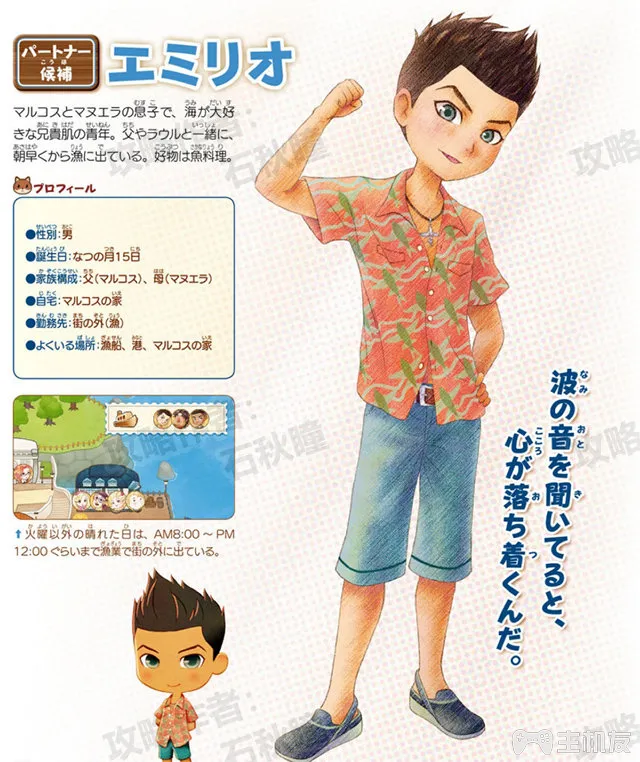 パートナー
こうほ
候補
エミリオ
マルコスとマヌエラの息子で、海が大好
きな兄貴肌の青年。父やラウルと一緒に、
朝早くから漁に出ている。好物は魚料理。
プロフィール
●性別:男
●誕生日:なつの月15日
●家族構成:父(マルコス)、母(マヌエラ)
●自宅:マルコスの家
●勤務先:街の外(漁)
●よくいる場所:漁船、港、マルコスの家
⬆火曜以外の晴れた日は、AM8:00~PM
12:00ぐらいまで漁業で街の外に出ている。
波の音を聞いてると、
心が落ち着くんだ。
攻略作者:
石秋瞳
主机友